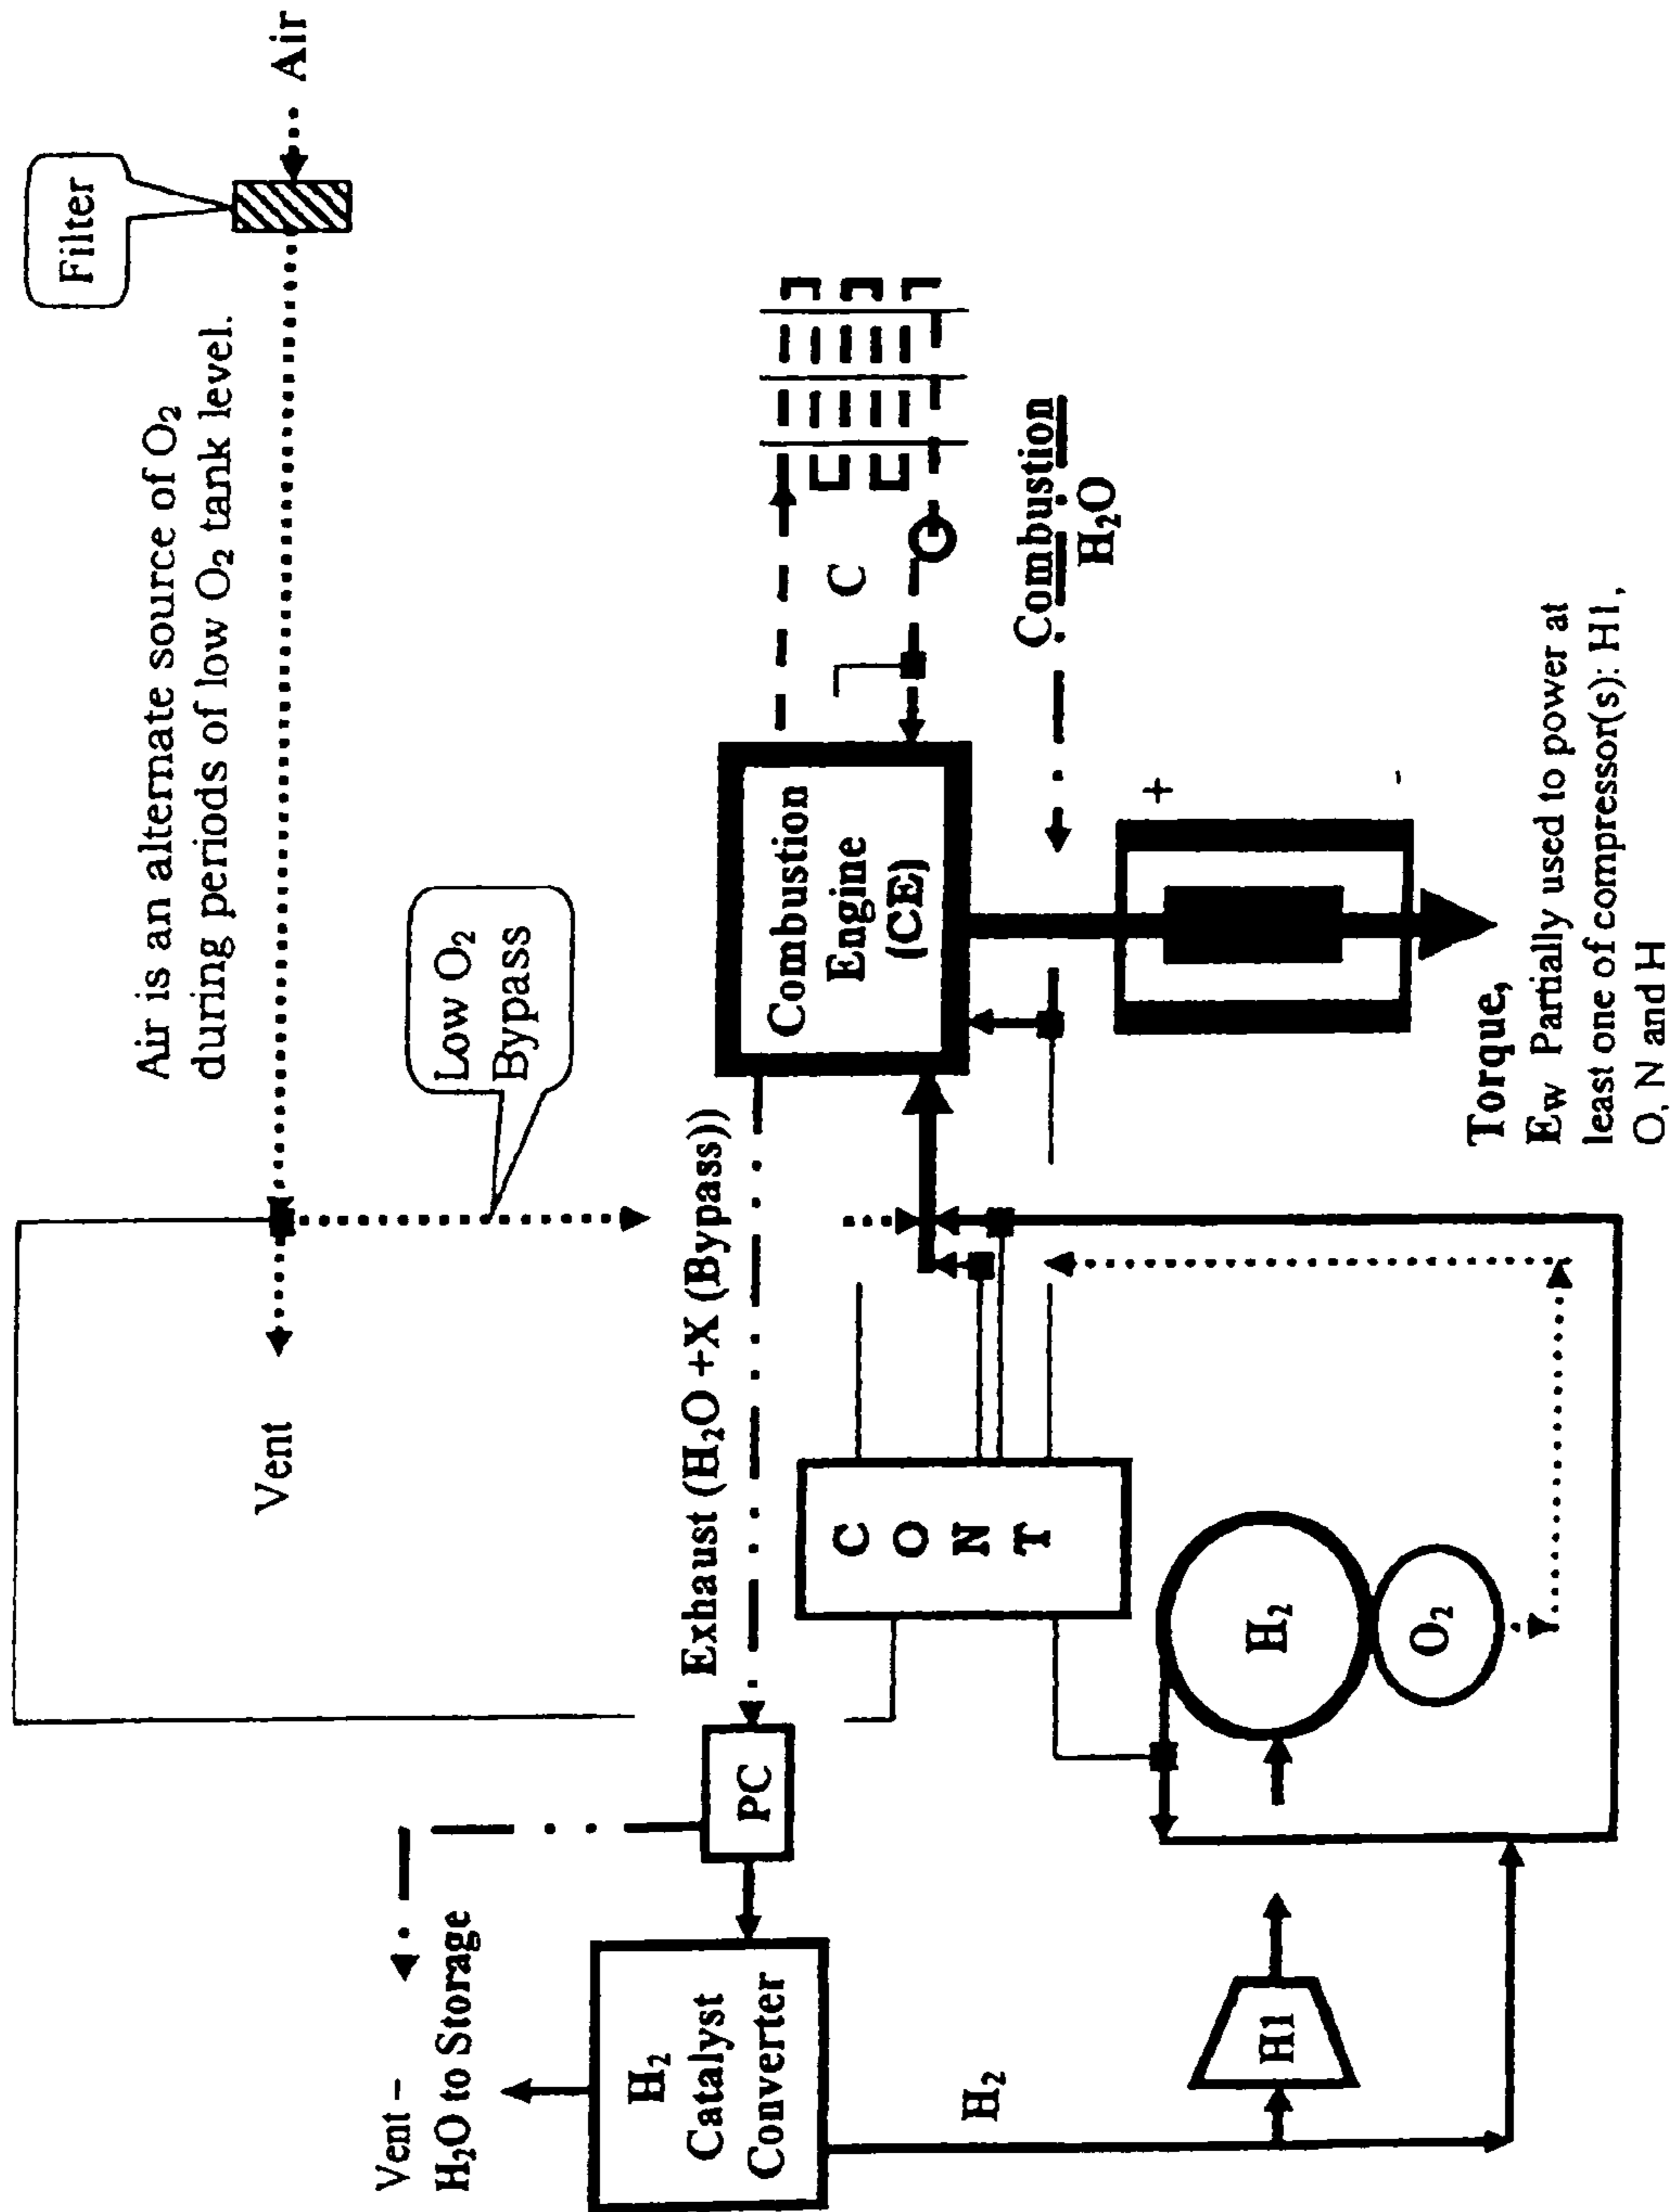 Air
Filter
Air is an alternate source of O₂
during periods of low O₂ tank level.
Low O₂
Bypass
Vent
Vent –
H₂O to Storage
Exhaust (H₂O +X (Bypass))
PC
H₂
Catalyst
Converter
Combustion
Engine
(CE)
C
Combustion
H₂O
C
O
N
T
H₂
O₂
H₂
H1
+
-
Torque,
Ew Partially used to power at
least one of compressor(s): H1,
O, N and H